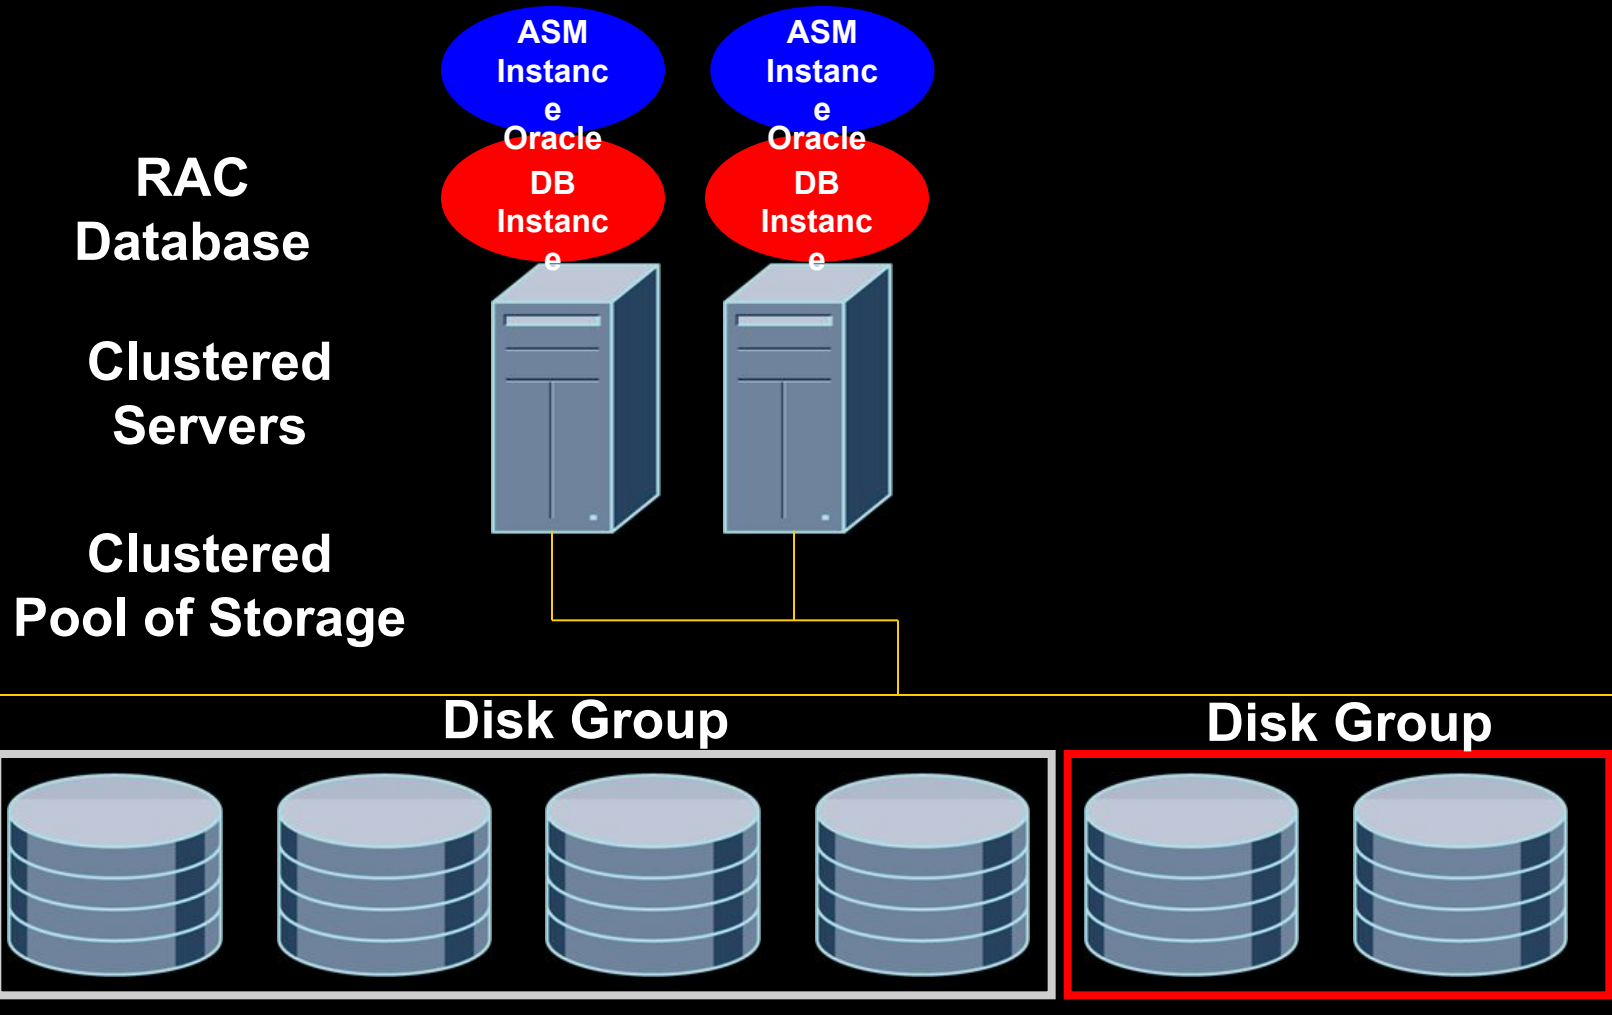 ASM
Instanc
e
ASM
Instanc
e
Oracle
DB
Instanc
e
Oracle
DB
Instanc
e
RAC
Database
Clustered
Servers
Clustered
Pool of Storage
Disk Group
Disk Group